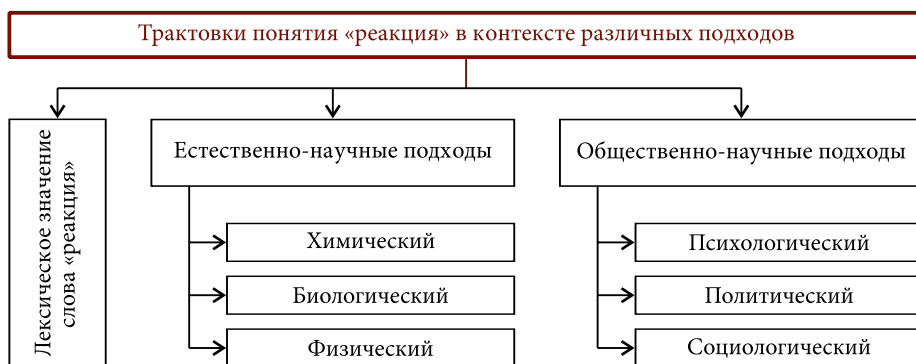 Трактовки понятия «реакция» в контексте различных подходов
Лексическое значение
слова «реакция»
Естественно-научные подходы
Химический
Биологический
Физический
Общественно-научные подходы
Психологический
Политический
Социологический